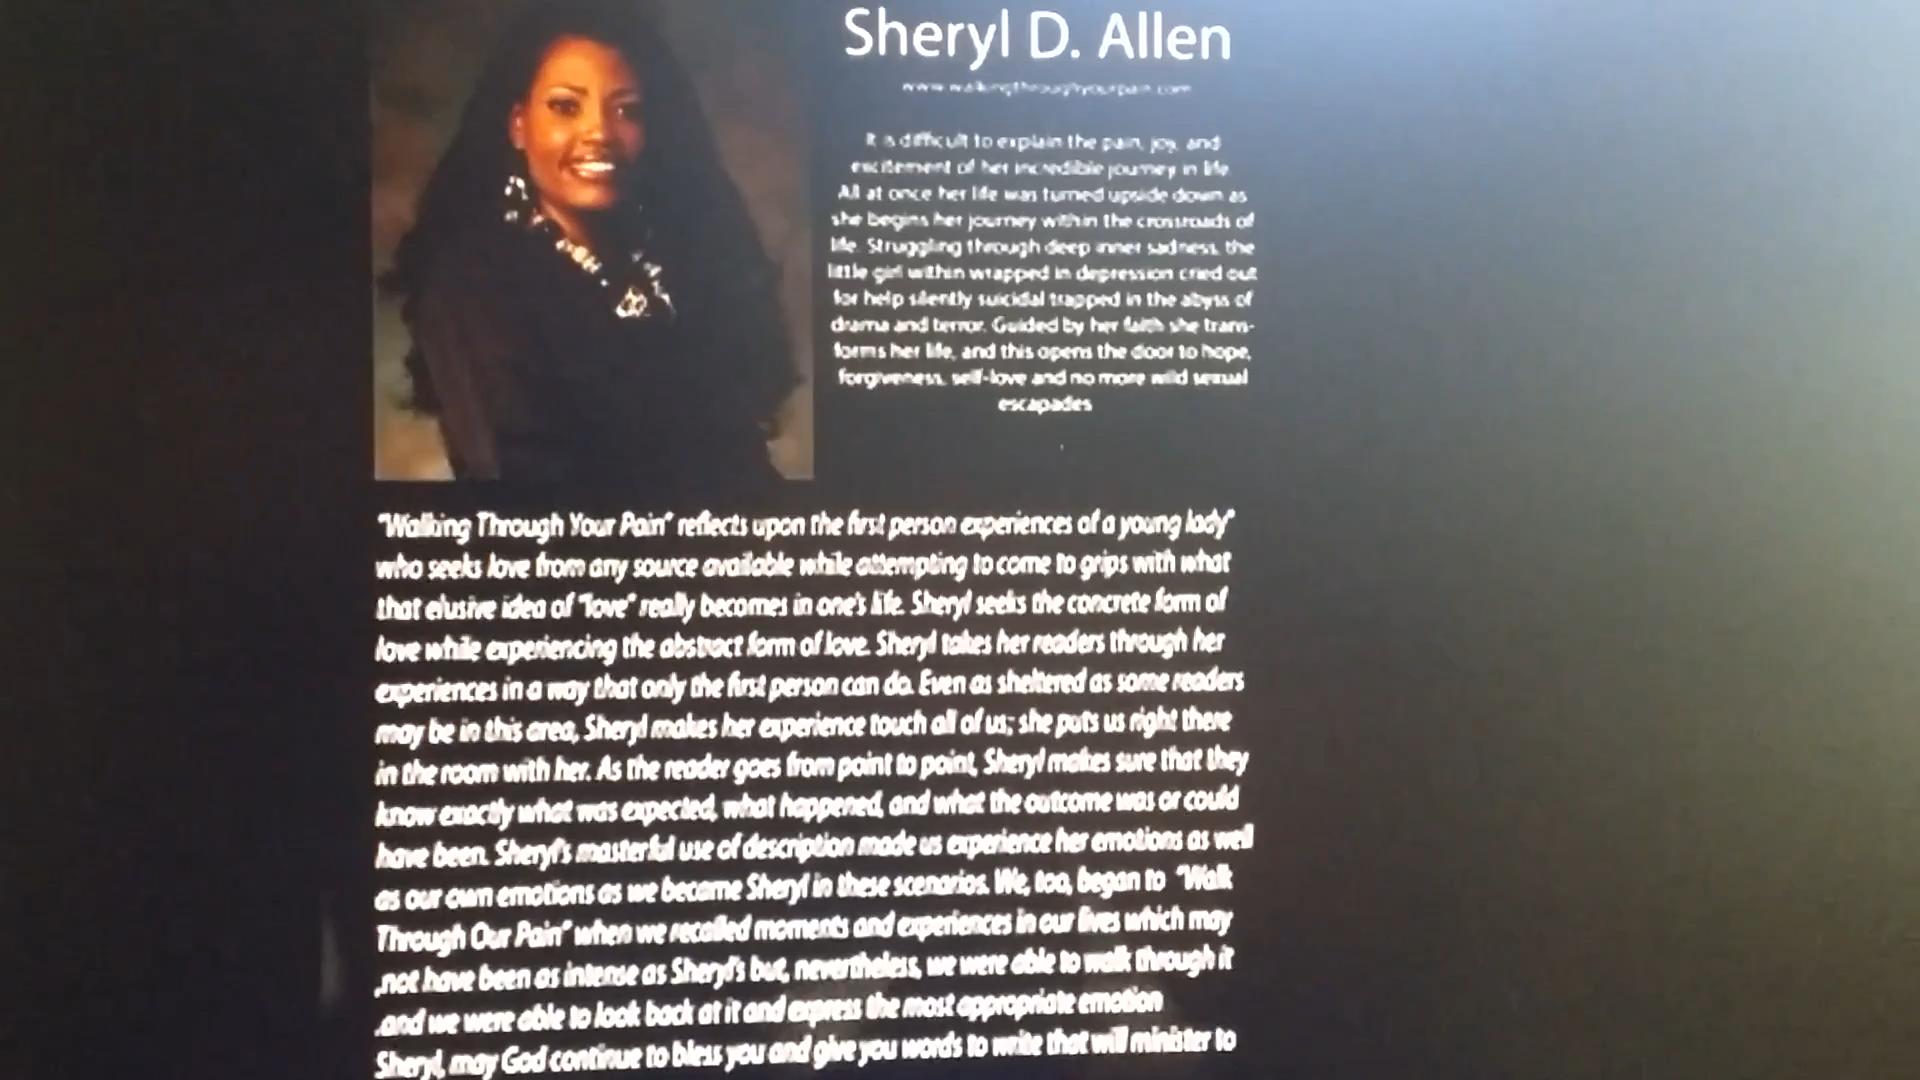 Sheryl D. Allen
www.walkingthroughyourpain.com
It is difficult to explain the pain, joy, and
excitement of her incredible journey in life.
All at once her life was turned upside down as
she begins her journey within the crossroads of
life. Struggling through deep inner sadness, the
little girl within wrapped in depression cried out
for help silently suicidal trapped in the abyss of
drama and terror. Guided by her faith she trans-
forms her life, and this opens the door to hope,
forgiveness, self-love and no more wild sexual
escapades
"Walking Through Your Pain" reflects upon the first person experiences of a young lady"
who seeks love from any source available while attempting to come to grips with what
that elusive idea of "love" really becomes in one's life. Sheryl seeks the concrete form of
love while experiencing the abstract form of love. Sheryl takes her readers through her
experiences in a way that only the first person can do. Even as sheltered as some readers
may be in this area, Sheryl makes her experience touch all of us; she puts us right there
in the room with her. As the reader goes from point to point, Sheryl makes sure that they
know exactly what was expected, what happened, and what the outcome was or could
have been. Sheryl's masterful use of description made us experience her emotions as well
as our own emotions as we became Sheryl in these scenarios. We, too, began to "Walk
Through Our Pain" when we recalled moments and experiences in our lives which may
,not have been as intense as Sheryl's but, nevertheless, we were able to walk through it
.and we were able to look back at it and express the most appropriate emotion
Sheryl, may God continue to bless you and give you words to write that will minister to